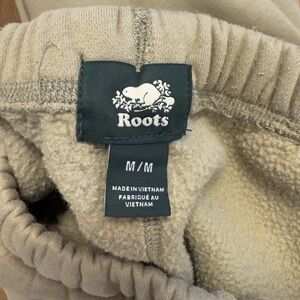 Roots
M/M
MADE IN VIETNAM
FABRIQUÉ AU
VIETNAM